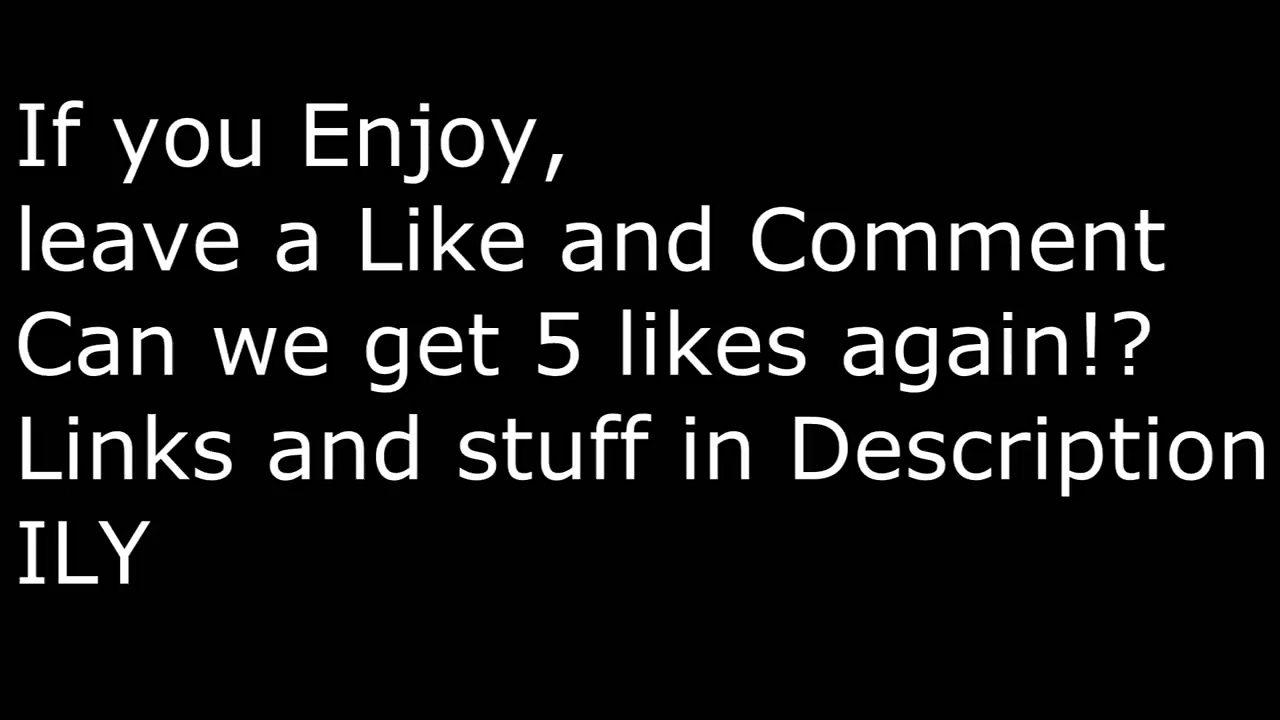 If you Enjoy,
leave a Like and Comment
Can we get 5 likes again!?
Links and stuff in Description
ILY